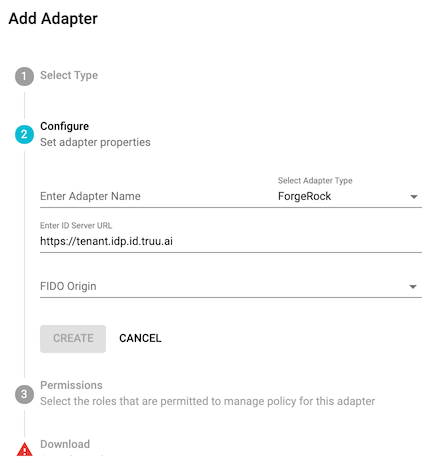 Add Adapter
1 Select Type
2 Configure
Set adapter properties
Select Adapter Type
Enter Adapter Name ForgeRock
Enter ID Server URL
https://tenant.idp.id.truu.ai
FIDO Origin
CREATE CANCEL
3 Permissions
Select the roles that are permitted to manage policy for this adapter
Download